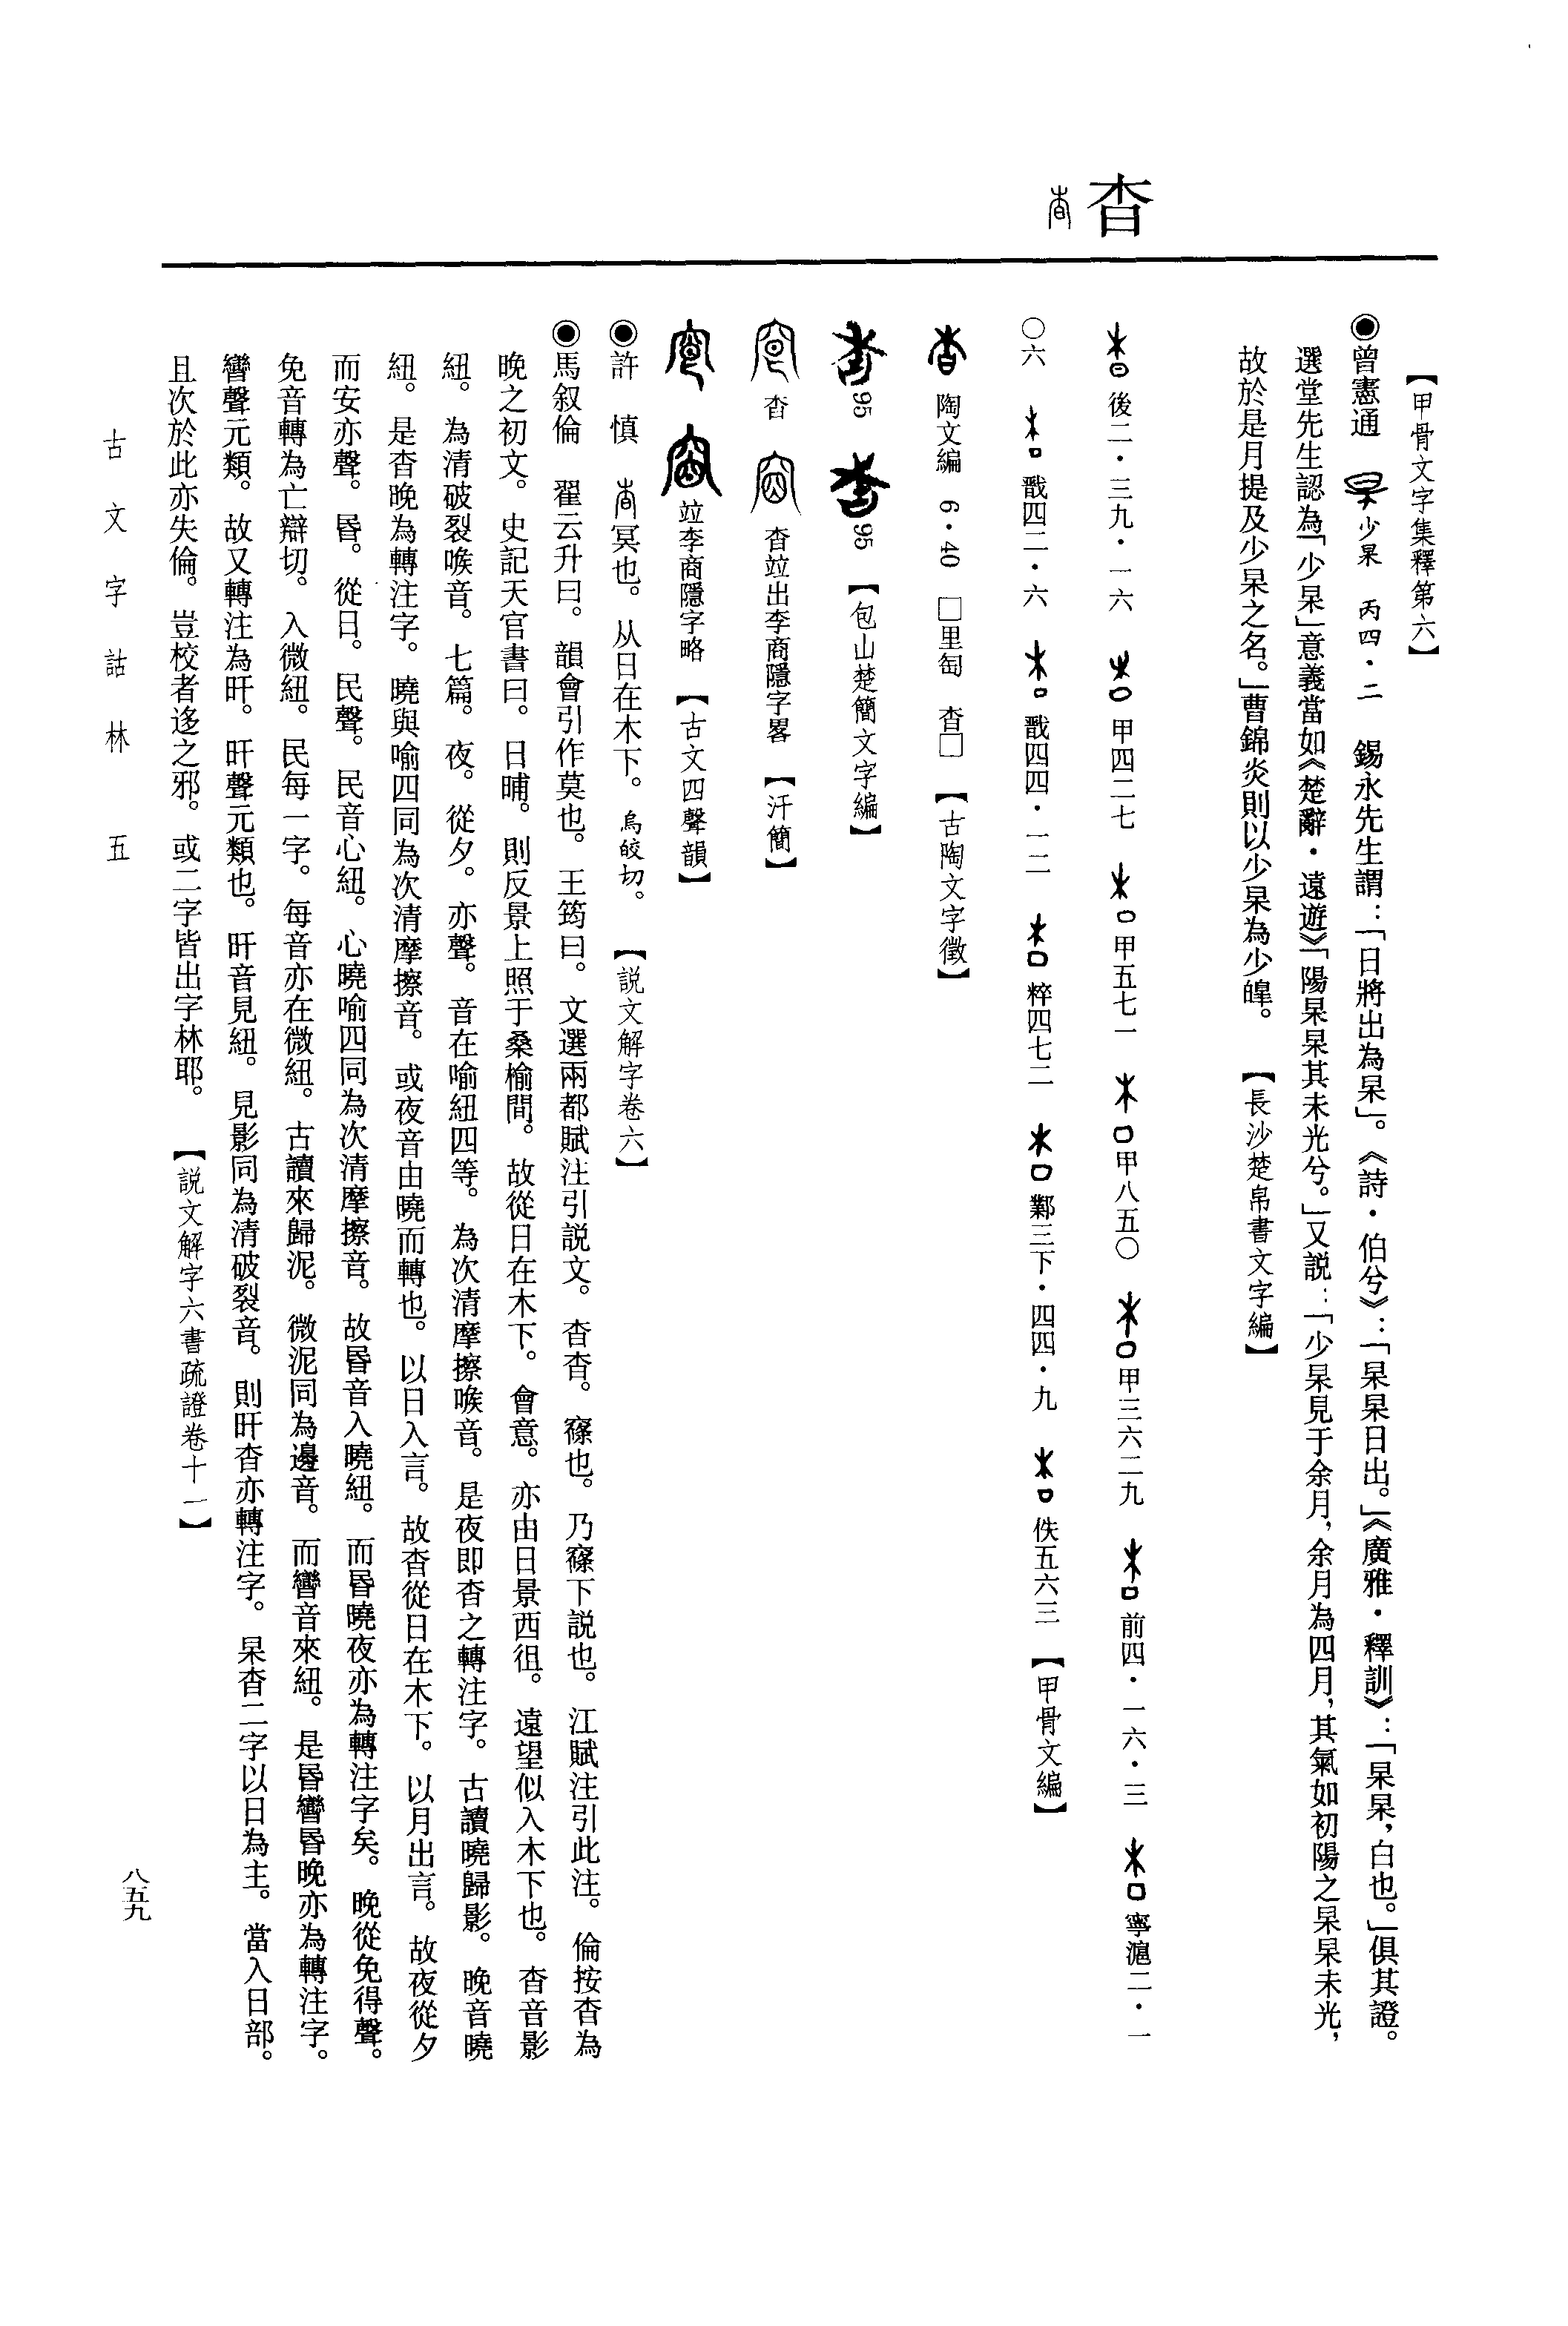 杳
【甲骨文字集釋第六】
◉曾憲通　少杲　丙四・二　錫永先生謂：「日將出為杲」。《詩・伯兮》：「杲杲日出。」《廣雅・釋訓》：「杲杲，白也。」俱其證。
選堂先生認為「少杲」意義當如《楚辭・遠遊》「陽杲杲其未光兮。」又説：「少杲見于余月，余月為四月，其氣如初陽之杲杲未光，
故於是月提及少杲之名。」曹錦炎則以少杲為少皞。　【長沙楚帛書文字編】
後二・三九・一六　甲四二七　甲五七一　甲八五〇　甲三六二九　前四・一六・三　寧滬二・一
〇六　戩四二・六　戩四四・一二　粹四七二　鄴三下・四四・九　佚五六三　【甲骨文編】
陶文編　6・40　□里匋　杳□　【古陶文字徵】
95　95　【包山楚簡文字編】
杳　杳竝出李商隱字畧　【汗簡】
竝李商隱字略　【古文四聲韻】
◉許　慎　冥也。从日在木下。烏皎切。　【説文解字卷六】
◉馬叙倫　翟云升曰。韻會引作莫也。王筠曰。文選兩都賦注引説文。杳杳。窱也。乃窱下説也。江賦注引此注。倫按杳為
晚之初文。史記天官書曰。日晡。則反景上照于桑榆間。故從日在木下。會意。亦由日景西徂。遠望似入木下也。杳音影
紐。為清破裂喉音。七篇。夜。從夕。亦聲。音在喻紐四等。為次清摩擦喉音。是夜即杳之轉注字。古讀曉歸影。晚音曉
紐。是杳晚為轉注字。曉與喻四同為次清摩擦音。或夜音由曉而轉也。以日入言。故杳從日在木下。以月出言。故夜從夕
而安亦聲。昬。從日。民聲。民音心紐。心曉喻四同為次清摩擦音。故昬音入曉紐。而昬曉夜亦為轉注字矣。晚從免得聲。
免音轉為亡辯切。入微紐。民每一字。每音亦在微紐。古讀來歸泥。微泥同為邊音。而曫音來紐。是昬曫昏晚亦為轉注字。
曫聲元類。故又轉注為旰。旰聲元類也。旰音見紐。見影同為清破裂音。則旰杳亦轉注字。杲杳二字以日為主。當入日部。
且次於此亦失倫。豈校者迻之邪。或二字皆出字林耶。　【説文解字六書疏證卷十一】
古文字詁林　五
八五九